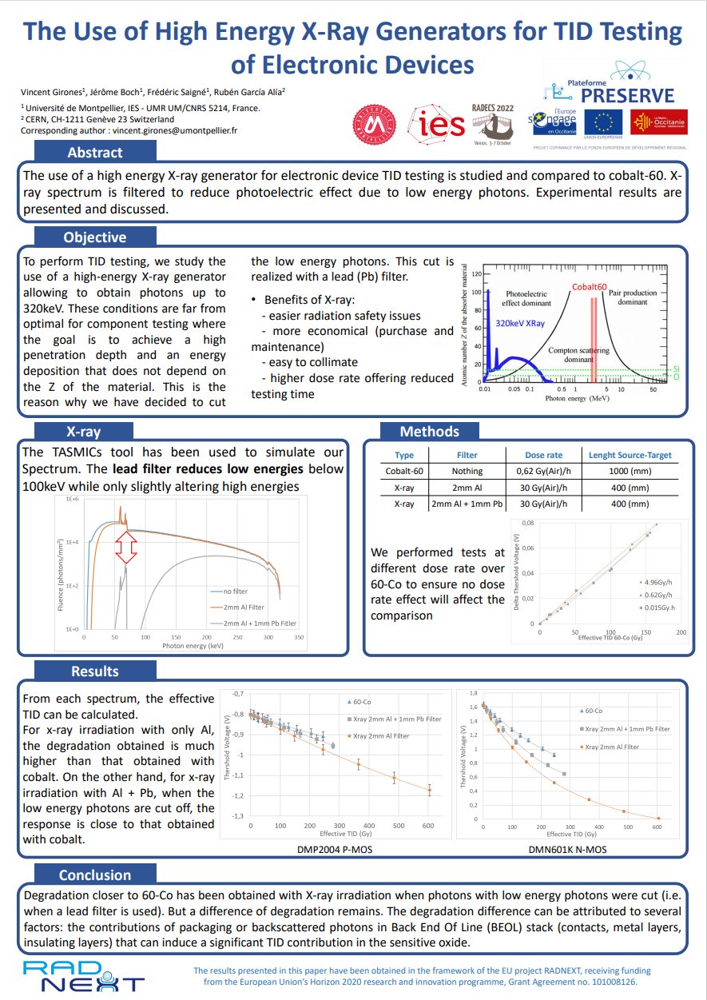 The Use of High Energy X-Ray Generators for TID Testing
of Electronic Devices
Vincent Girones1, Jérôme Boch1, Frédéric Saigné1, Rubén García Alía2
1 Université de Montpellier, IES - UMR UM/CNRS 5214, France.
2 CERN, CH-1211 Genève 23 Switzerland
Corresponding author : vincent.girones@umontpellier.fr
ies
RADECS 2022
Venice, 3-7 October
Plateforme
PRESERVE
l'Europe
s'engage
en Occitanie
UNION EUROPÉENNE
La Région
Occitanie
Pyrénées - Méditerranée
PROJET COFINANCÉ PAR LE FONDS EUROPÉEN DE DÉVELOPPEMENT RÉGIONAL
Abstract
The use of a high energy X-ray generator for electronic device TID testing is studied and compared to cobalt-60. X-
ray spectrum is filtered to reduce photoelectric effect due to low energy photons. Experimental results are
presented and discussed.
Objective
To perform TID testing, we study the
use of a high-energy X-ray generator
allowing to obtain photons up to
320keV. These conditions are far from
optimal for component testing where
the goal is to achieve a high
penetration depth and an energy
deposition that does not depend on
the Z of the material. This is the
reason why we have decided to cut
the low energy photons. This cut is
realized with a lead (Pb) filter.
• Benefits of X-ray:
- easier radiation safety issues
- more economical (purchase and
maintenance)
- easy to collimate
- higher dose rate offering reduced
testing time
Atomic number Z of the absorber material
120
100
80
60
40
20
0
Photoelectric
effect dominant
Cobalt60
Pair production
dominant
320keV XRay
Compton scattering
dominant
Si
O
0.01 0.05 0.1 0.5 1 5 10 50
Photon energy (MeV)
X-ray
The TASMICs tool has been used to simulate our
Spectrum. The lead filter reduces low energies below
100keV while only slightly altering high energies
Fluence (photons/mm²)
1E+6
1E+4
1E+2
1E+0
no filter
2mm Al Filter
2mm Al + 1mm Pb Fitler
0 50 100 150 200 250 300 350
Photon energy (keV)
Methods
Type Filter Dose rate Lenght Source-Target
Cobalt-60 Nothing 0,62 Gy(Air)/h 1000 (mm)
X-ray 2mm Al 30 Gy(Air)/h 400 (mm)
X-ray 2mm Al + 1mm Pb 30 Gy(Air)/h 400 (mm)
We performed tests at
different dose rate over
60-Co to ensure no dose
rate effect will affect the
comparison
Delta Thershold Voltage (V)
0,08
0,06
0,04
0,02
0
4.96Gy/h
0.62Gy/h
0.015Gy.h
0 50 100 150 200
Effective TID 60-Co (Gy)
Results
From each spectrum, the effective
TID can be calculated.
For x-ray irradiation with only Al,
the degradation obtained is much
higher than that obtained with
cobalt. On the other hand, for x-ray
irradiation with Al + Pb, when the
low energy photons are cut off, the
response is close to that obtained
with cobalt.
Thershold Voltage (V)
-0,7
-0,8
-0,9
-1
-1,1
-1,2
-1,3
60-Co
Xray 2mm Al + 1mm Pb Filter
Xray 2mm Al Filter
0 100 200 300 400 500 600
Effective TID (Gy)
DMP2004 P-MOS
Thershold Voltage (V)
1,8
1,6
1,4
1,2
1
0,8
0,6
0,4
0,2
0
60-Co
Xray 2mm Al + 1mm Pb Filter
Xray 2mm Al Filter
0 100 200 300 400 500 600
Effective TID (Gy)
DMN601K N-MOS
Conclusion
Degradation closer to 60-Co has been obtained with X-ray irradiation when photons with low energy photons were cut (i.e.
when a lead filter is used). But a difference of degradation remains. The degradation difference can be attributed to several
factors: the contributions of packaging or backscattered photons in Back End Of Line (BEOL) stack (contacts, metal layers,
insulating layers) that can induce a significant TID contribution in the sensitive oxide.
RAD
NEXT
The results presented in this paper have been obtained in the framework of the EU project RADNEXT, receiving funding
from the European Union's Horizon 2020 research and innovation programme, Grant Agreement no. 101008126.